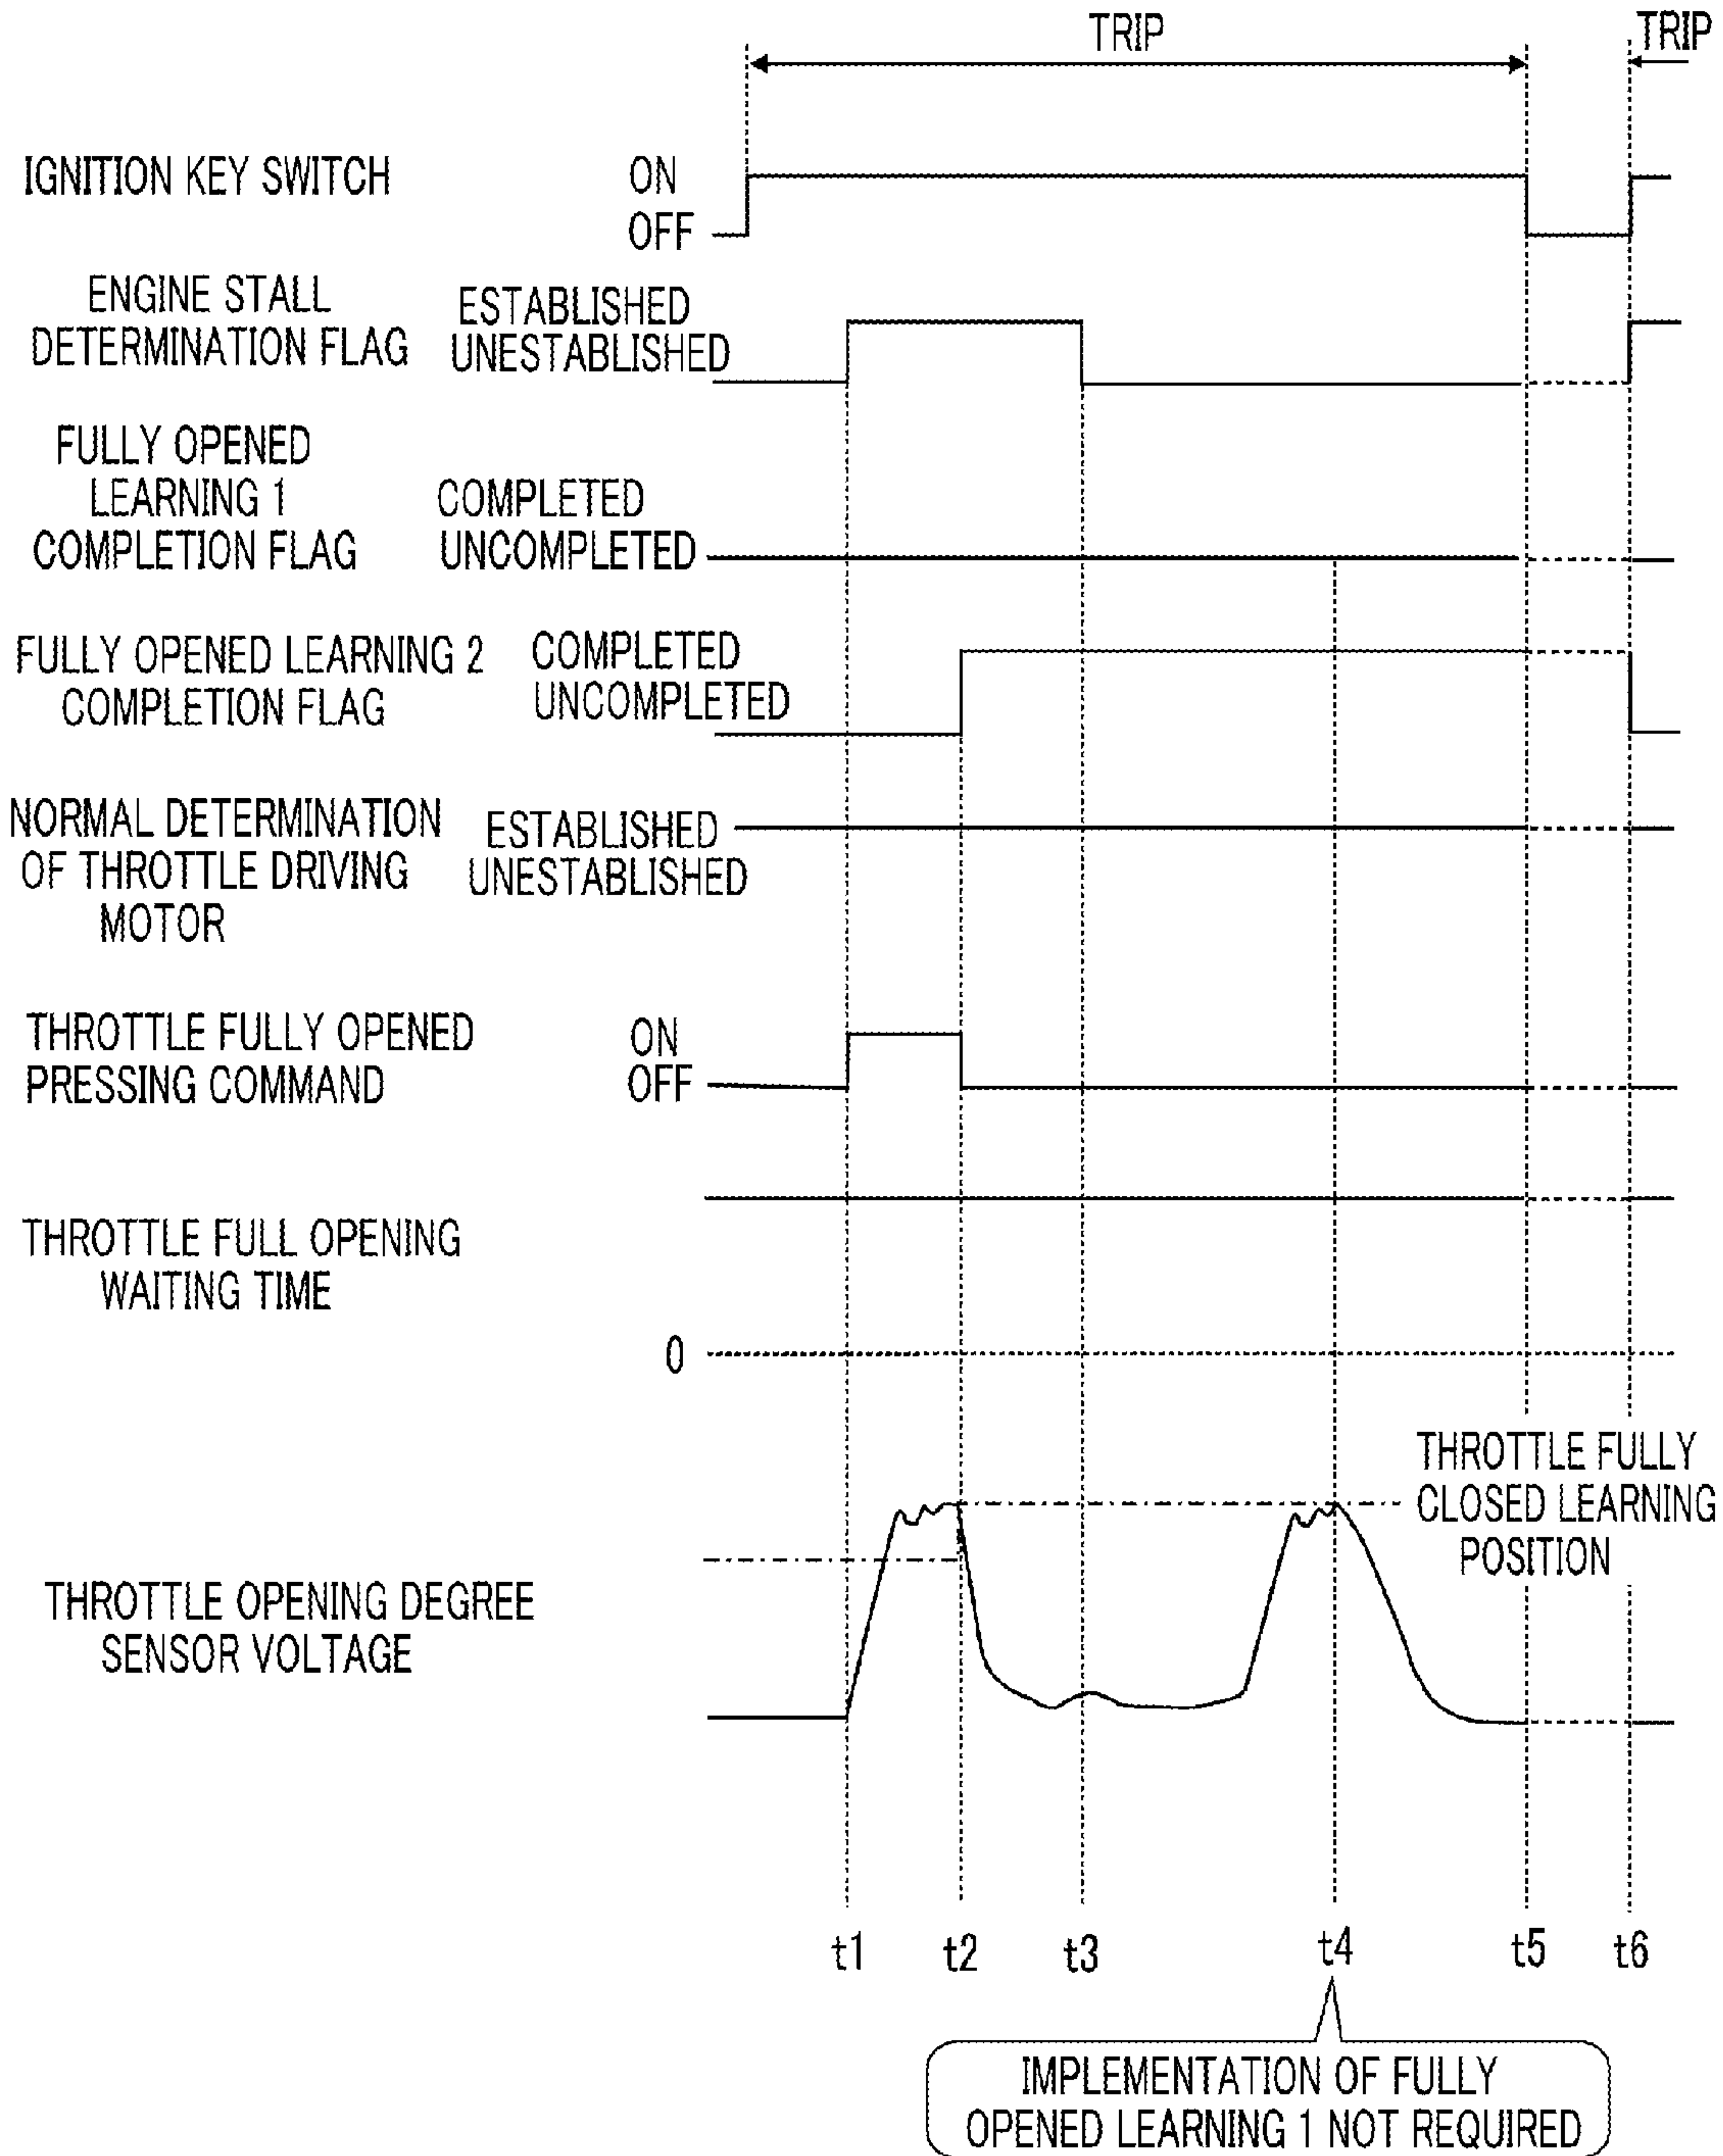 TRIP
TRIP
IGNITION KEY SWITCH
ON
OFF
ENGINE STALL
DETERMINATION FLAG
ESTABLISHED
UNESTABLISHED
FULLY OPENED
LEARNING 1
COMPLETION FLAG
COMPLETED
UNCOMPLETED
FULLY OPENED LEARNING 2
COMPLETION FLAG
COMPLETED
UNCOMPLETED
NORMAL DETERMINATION
OF THROTTLE DRIVING
MOTOR
ESTABLISHED
UNESTABLISHED
THROTTLE FULLY OPENED
PRESSING COMMAND
ON
OFF
THROTTLE FULL OPENING
WAITING TIME
0
THROTTLE FULLY
CLOSED LEARNING
POSITION
THROTTLE OPENING DEGREE
SENSOR VOLTAGE
t1 t2 t3 t4 t5 t6
IMPLEMENTATION OF FULLY
OPENED LEARNING 1 NOT REQUIRED